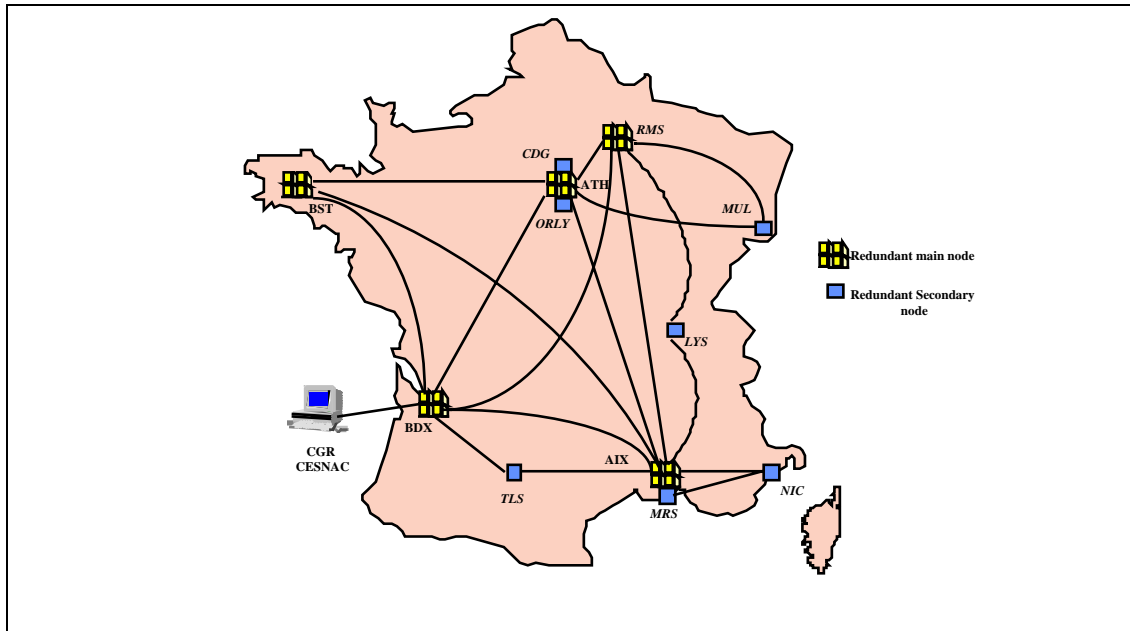 RMS
CDG
ATH
BST
ORLY
MUL
Redundant main node
Redundant Secondary
node
LYS
BDX
CGR
CESNAC
AIX
TLS
NIC
MRS